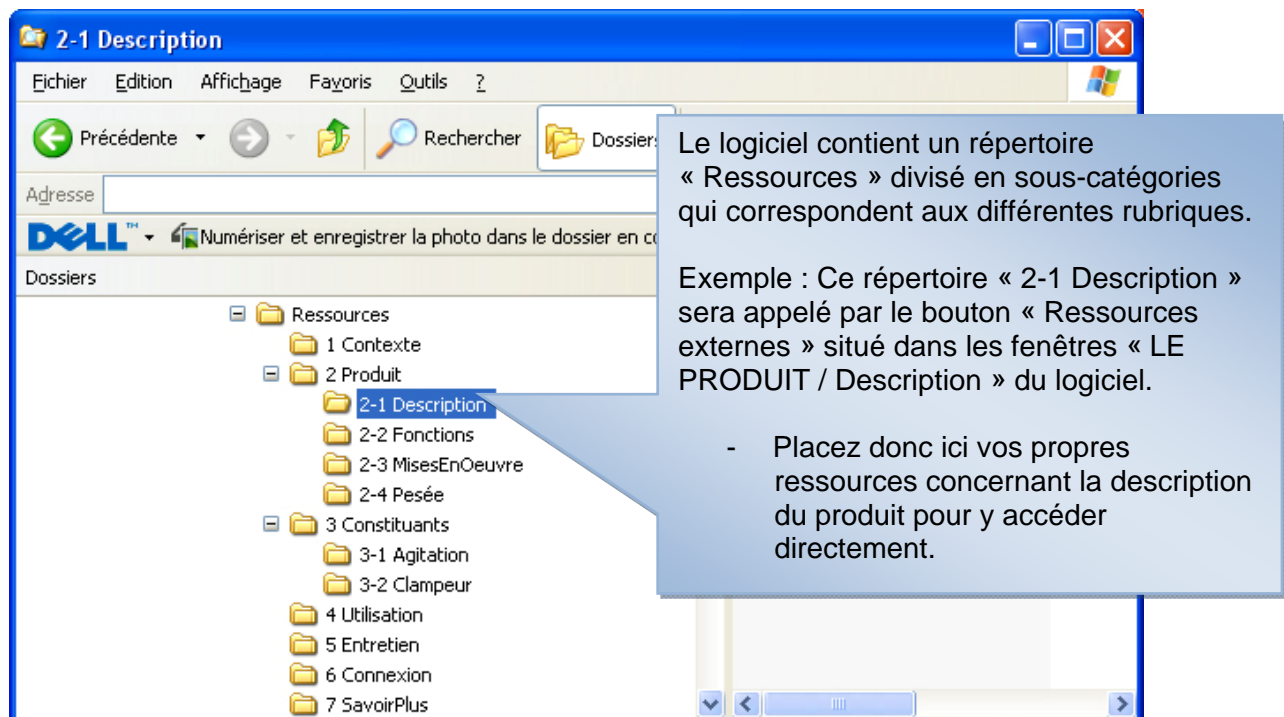 2-1 Description
Fichier Edition Affichage Favoris Outils ?
Précédente Rechercher Dossiers
Adresse
DELL™ Numériser et enregistrer la photo dans le dossier en
Dossiers
Ressources
1 Contexte
2 Produit
2-1 Description
2-2 Fonctions
2-3 MisesEnOeuvre
2-4 Pesée
3 Constituants
3-1 Agitation
3-2 Clampeur
4 Utilisation
5 Entretien
6 Connexion
7 SavoirPlus
Le logiciel contient un répertoire
« Ressources » divisé en sous-catégories
qui correspondent aux différentes rubriques.
Exemple : Ce répertoire « 2-1 Description »
sera appelé par le bouton « Ressources
externes » situé dans les fenêtres « LE
PRODUIT / Description » du logiciel.
- Placez donc ici vos propres
ressources concernant la description
du produit pour y accéder
directement.